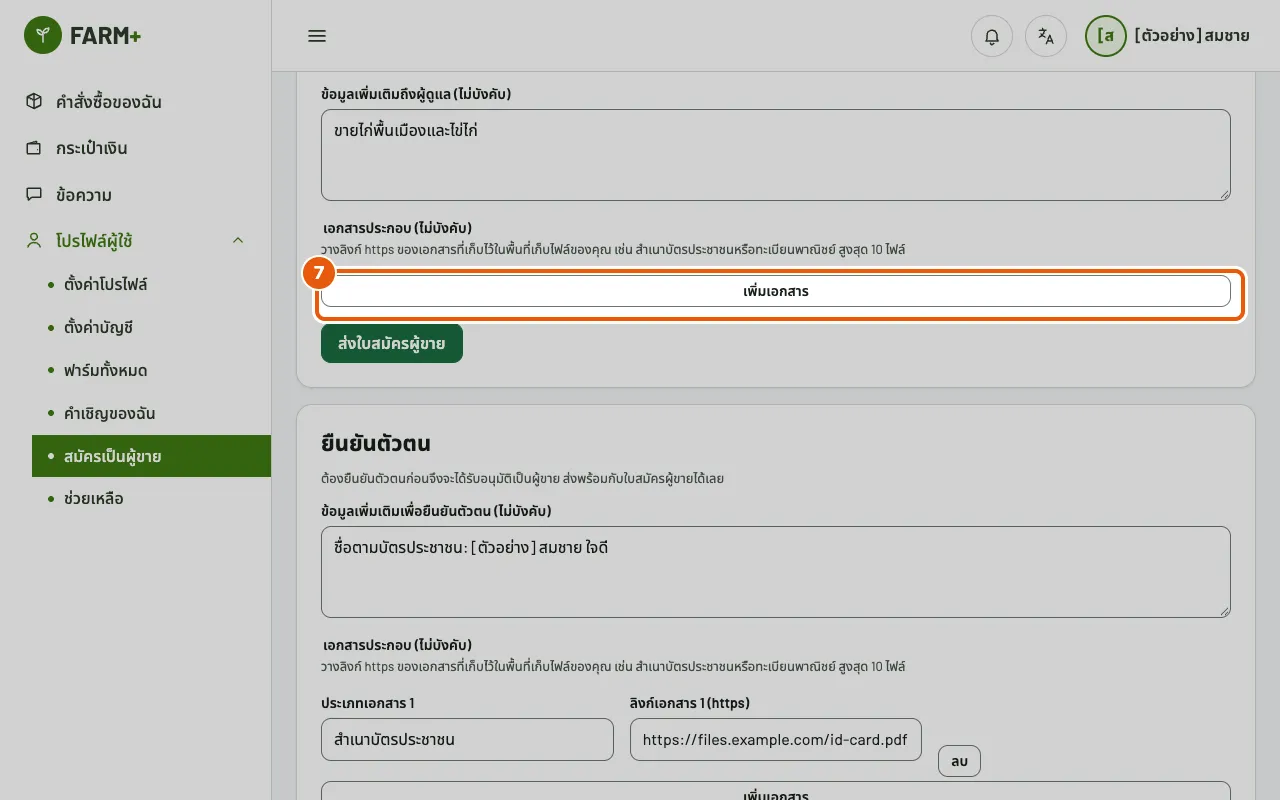 FARM+
[ส
[ตัวอย่าง] สมชาย
คำสั่งซื้อของฉัน
กระเป๋าเงิน
ข้อความ
โปรไฟล์ผู้ใช้
ตั้งค่าโปรไฟล์
ตั้งค่าบัญชี
ฟาร์มทั้งหมด
คำเชิญของฉัน
สมัครเป็นผู้ขาย
ช่วยเหลือ
ข้อมูลเพิ่มเติมถึงผู้ดูแล (ไม่บังคับ)
ขายไก่พื้นเมืองและไข่ไก่
เอกสารประกอบ (ไม่บังคับ)
วางลิงก์ https ของเอกสารที่เก็บไว้ในพื้นที่เก็บไฟล์ของคุณ เช่น สำเนาบัตรประชาชนหรือทะเบียนพาณิชย์ สูงสุด 10 ไฟล์
7
เพิ่มเอกสาร
ส่งใบสมัครผู้ขาย
ยืนยันตัวตน
ต้องยืนยันตัวตนก่อนจึงจะได้รับอนุมัติเป็นผู้ขาย ส่งพร้อมกับใบสมัครผู้ขายได้เลย
ข้อมูลเพิ่มเติมเพื่อยืนยันตัวตน (ไม่บังคับ)
ชื่อตามบัตรประชาชน: [ตัวอย่าง] สมชาย ใจดี
เอกสารประกอบ (ไม่บังคับ)
วางลิงก์ https ของเอกสารที่เก็บไว้ในพื้นที่เก็บไฟล์ของคุณ เช่น สำเนาบัตรประชาชนหรือทะเบียนพาณิชย์ สูงสุด 10 ไฟล์
ประเภทเอกสาร 1
ลิงก์เอกสาร 1 (https)
สำเนาบัตรประชาชน
https://files.example.com/id-card.pdf
ลบ
เพิ่มเอกสาร